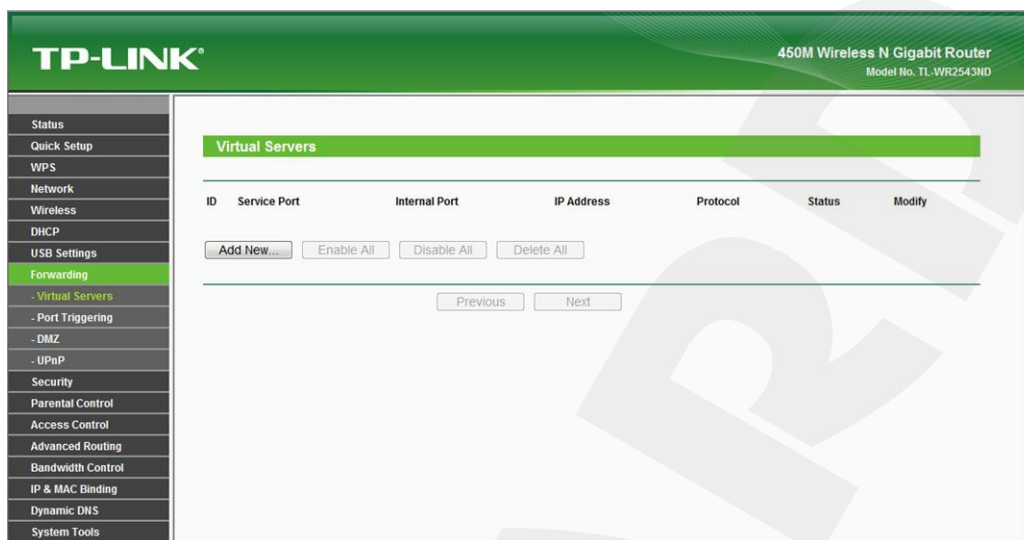 TP-LINK®
450M Wireless N Gigabit Router
Model No. TL-WR2543ND
Status
Quick Setup
WPS
Network
Wireless
DHCP
USB Settings
Forwarding
- Virtual Servers
- Port Triggering
- DMZ
- UPnP
Security
Parental Control
Access Control
Advanced Routing
Bandwidth Control
IP & MAC Binding
Dynamic DNS
System Tools
Virtual Servers
ID Service Port Internal Port IP Address Protocol Status Modify
Add New... Enable All Disable All Delete All
Previous Next